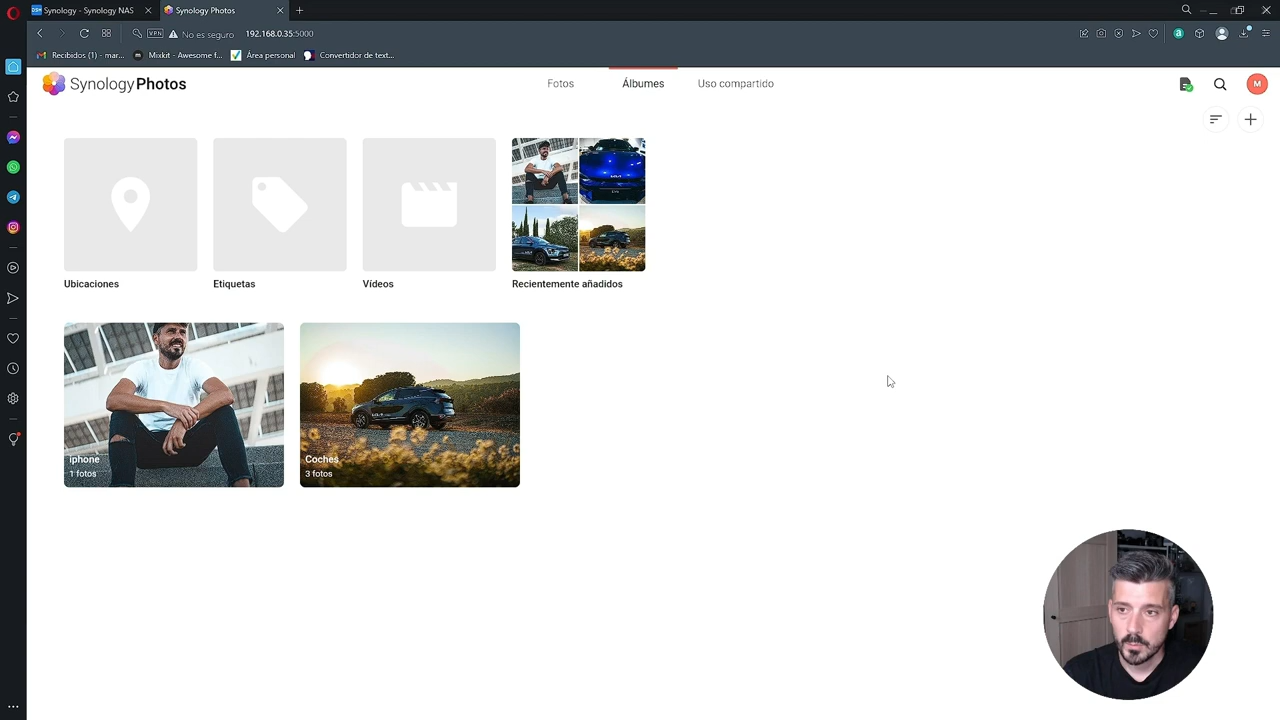 Synology - Synology NAS
Synology Photos
VPN
No es seguro
192.168.0.35:5000
Recibidos (1) - mar...
Mixkit - Awesome f...
Área personal
Convertidor de text...
Synology Photos
Fotos
Álbumes
Uso compartido
M
Ubicaciones
Etiquetas
Vídeos
Recientemente añadidos
iphone
1 fotos
Coches
3 fotos